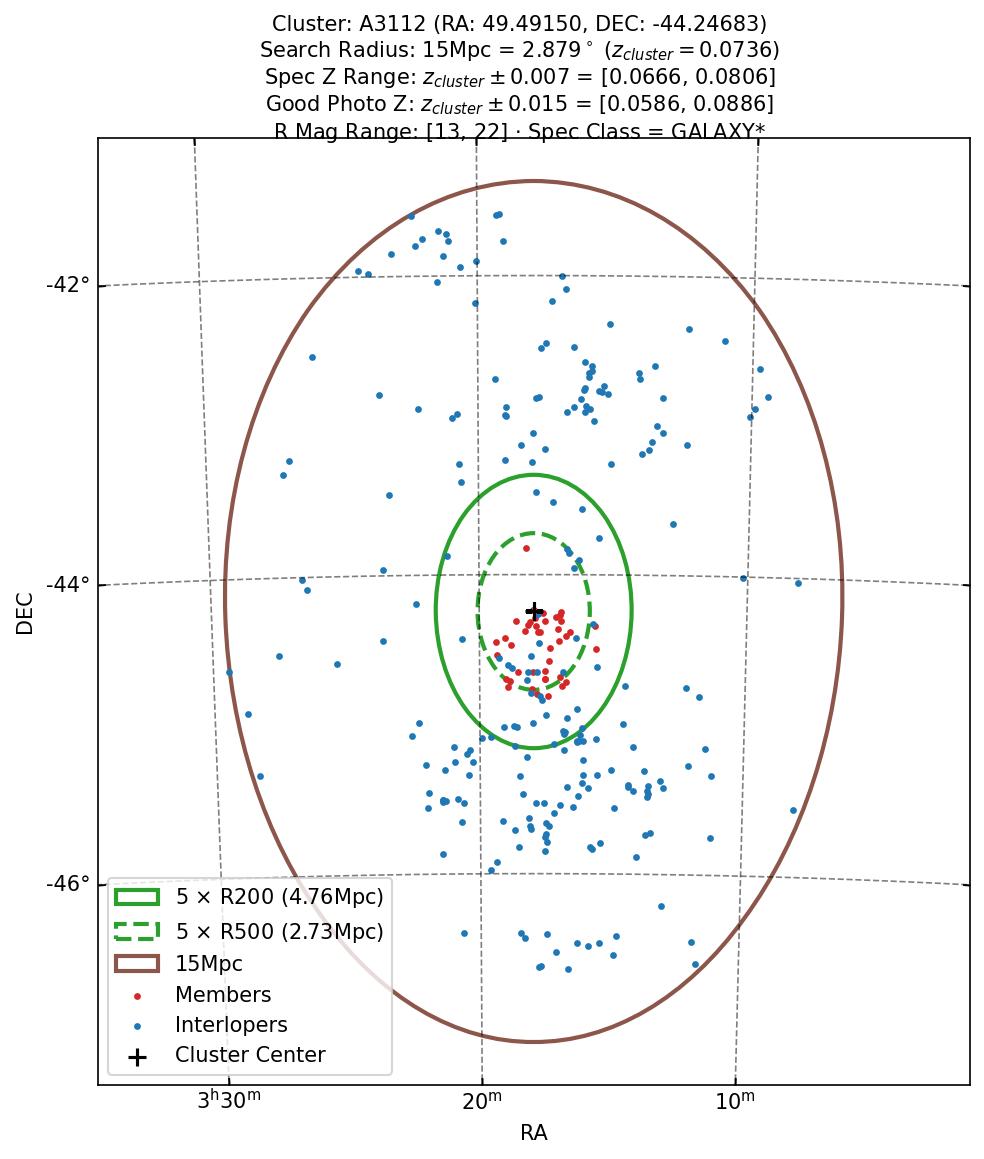 Cluster: A3112 (RA: 49.49150, DEC: -44.24683)
Search Radius: 15Mpc = 2.879° (z_cluster = 0.0736)
Spec Z Range: z_cluster ± 0.007 = [0.0666, 0.0806]
Good Photo Z: z_cluster ± 0.015 = [0.0586, 0.0886]
R Mag Range: [13, 22] · Spec Class = GALAXY*
-42°
-44°
-46°
DEC
5 × R200 (4.76Mpc)
5 × R500 (2.73Mpc)
15Mpc
Members
Interlopers
Cluster Center
3h30m 20m 10m
RA